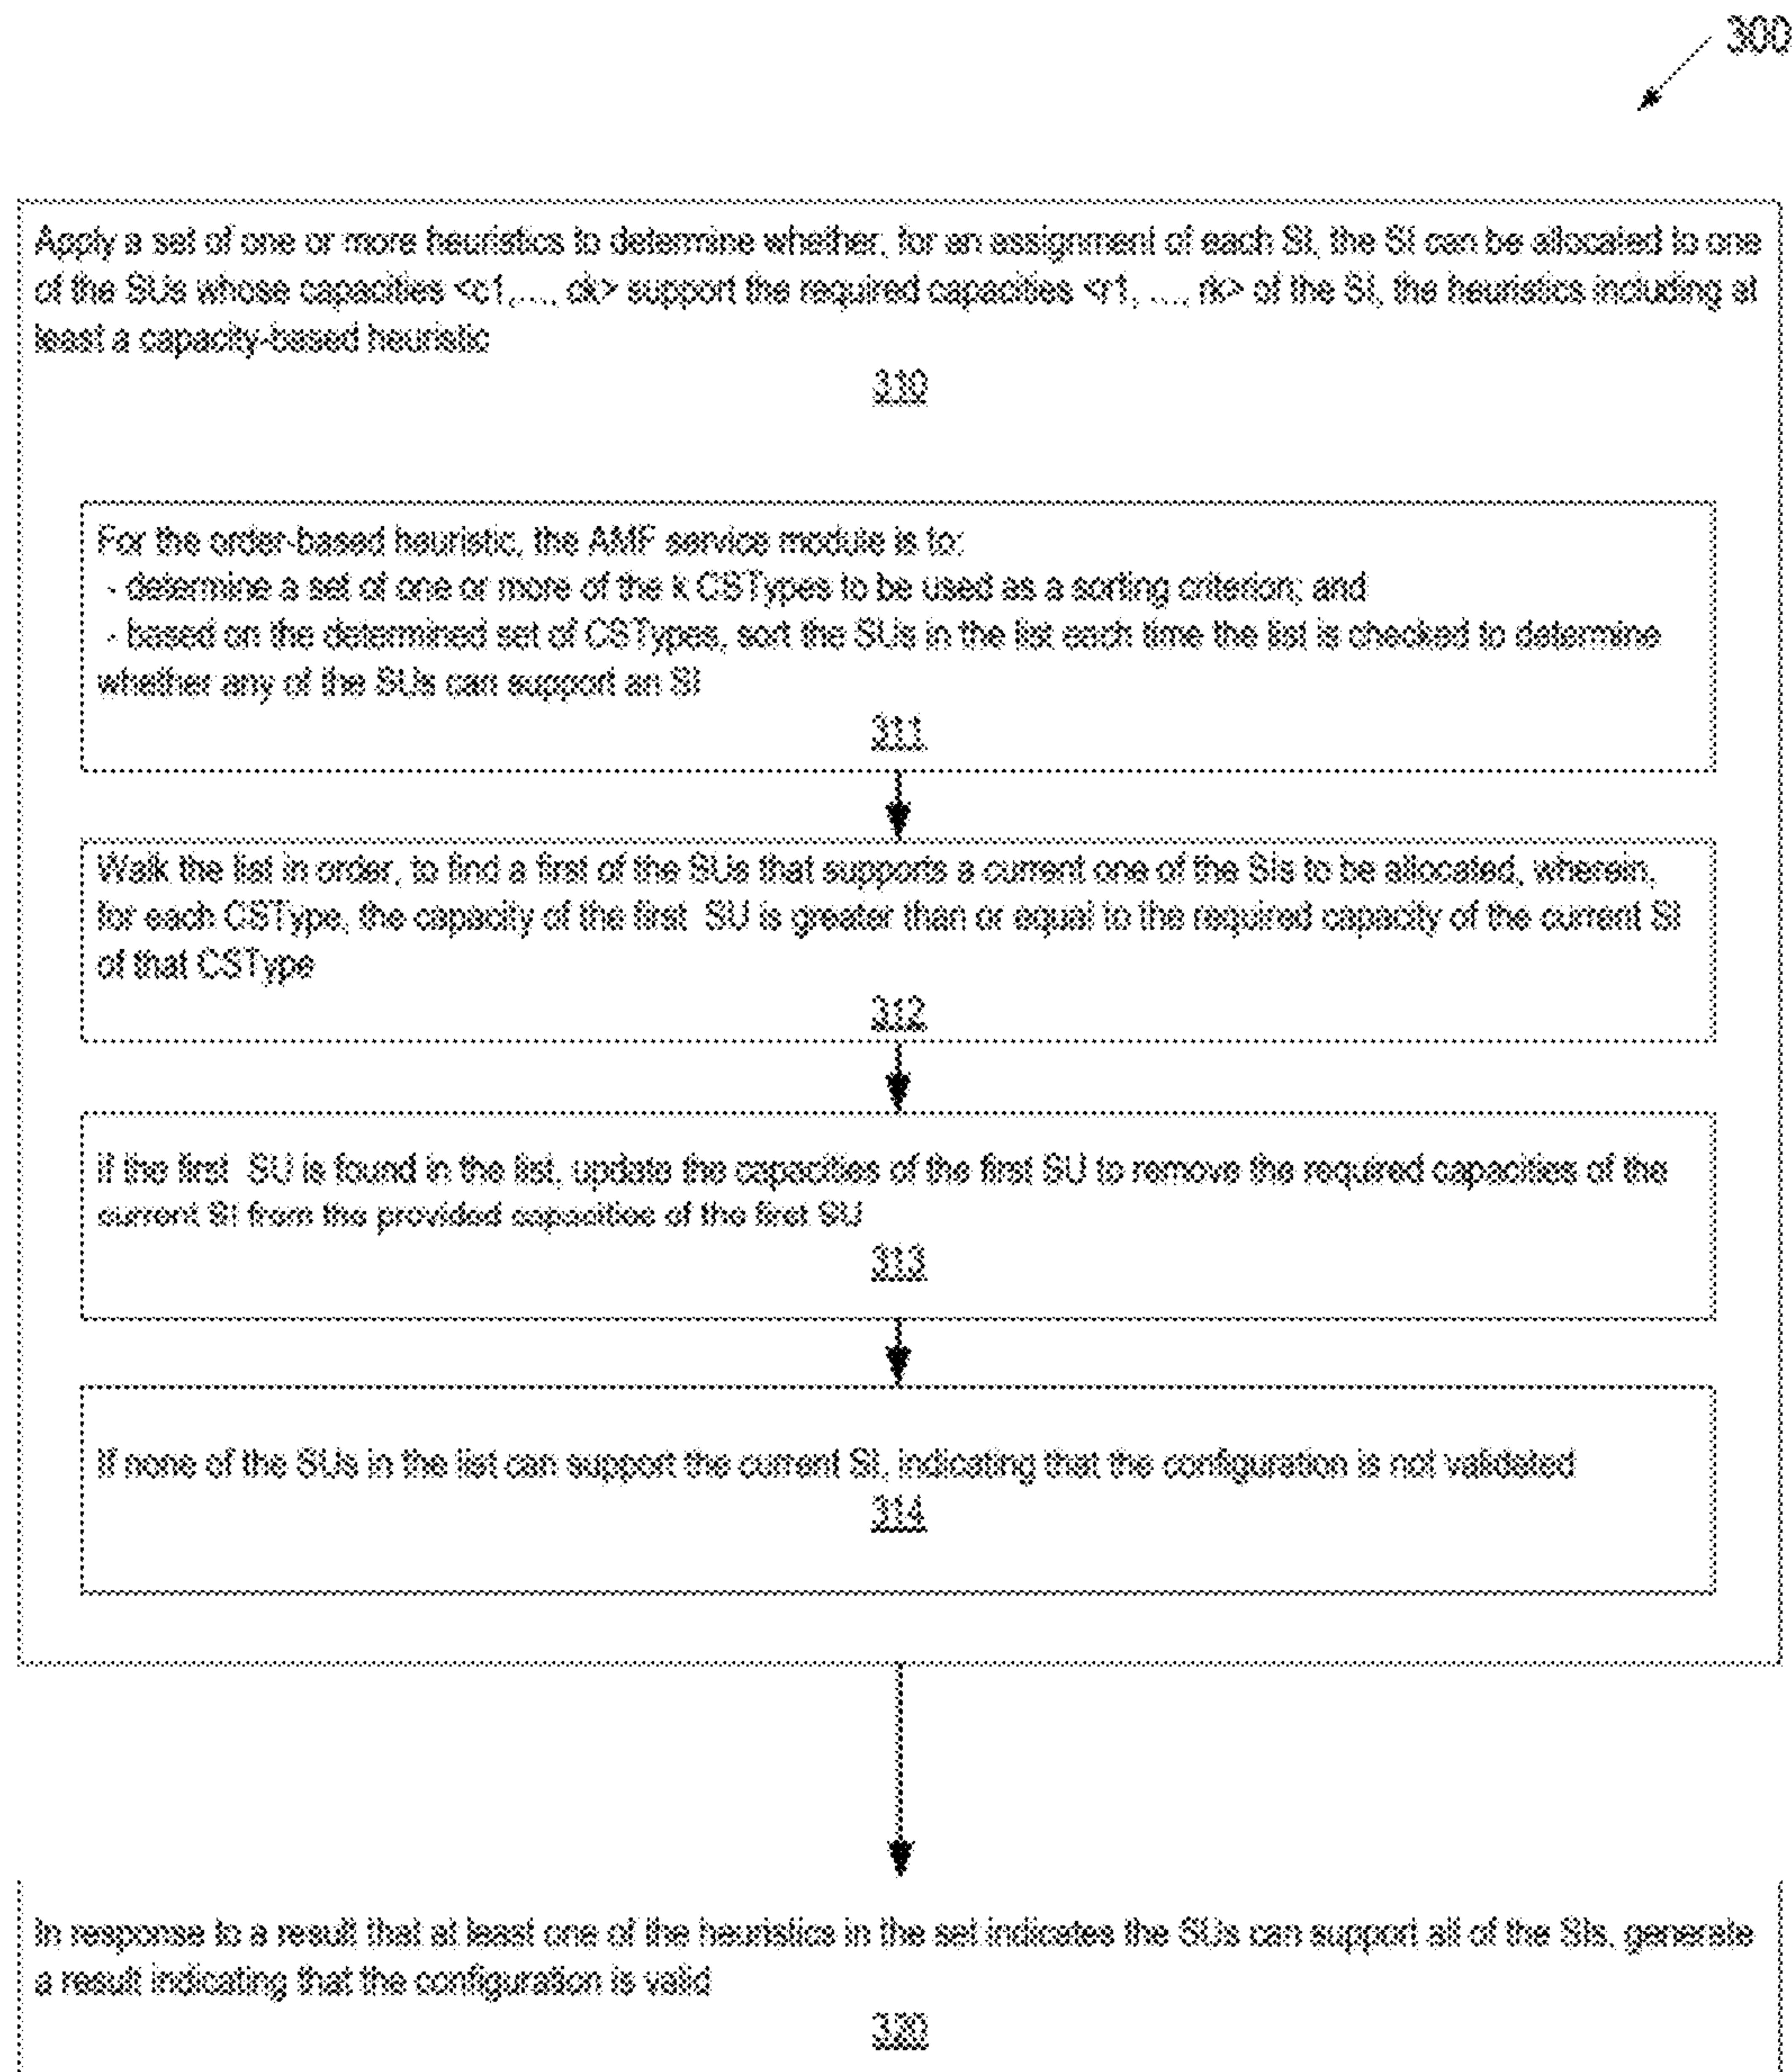 300
Apply a set of one or more heuristics to determine whether, for an assignment of each SI, the SI can be allocated to one
of the SUs whose capacities <c1,..., ck> support the required capacities <r1, ..., rk> of the SI, the heuristics including at
least a capacity-based heuristic
310
For the order-based heuristic, the AMF service module is to:
- determine a set of one or more of the k CSTypes to be used as a sorting criterion; and
- based on the determined set of CSTypes, sort the SUs in the list each time the list is checked to determine
whether any of the SUs can support an SI
311
Walk the list in order, to find a first of the SUs that supports a current one of the SIs to be allocated, wherein,
for each CSType, the capacity of the first SU is greater than or equal to the required capacity of the current SI
of that CSType
312
If the first SU is found in the list, update the capacities of the first SU to remove the required capacities of the
current SI from the provided capacities of the first SU
313
If none of the SUs in the list can support the current SI, indicating that the configuration is not validated
314
In response to a result that at least one of the heuristics in the set indicates the SUs can support all of the SIs, generate
a result indicating that the configuration is valid
320